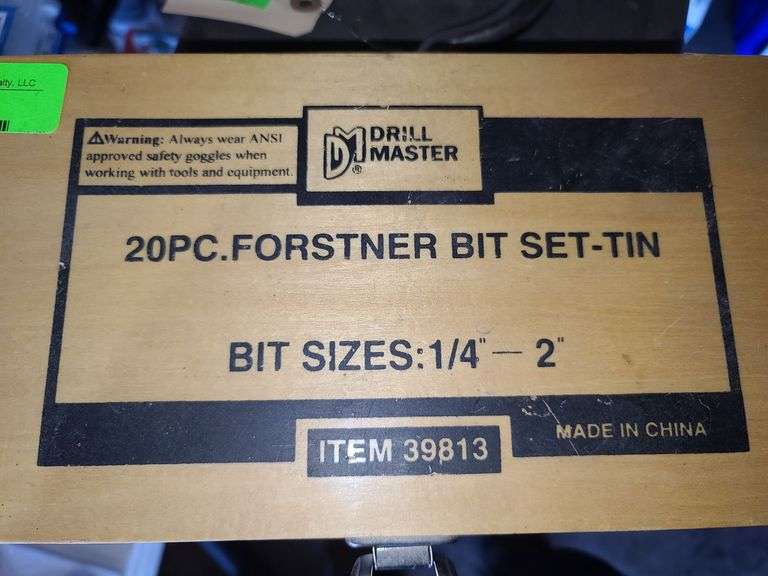 alty, LLC
⚠Warning: Always wear ANSI
approved safety goggles when
working with tools and equipment.
DM®
DRILL
MASTER
20PC.FORSTNER BIT SET-TIN
BIT SIZES:1/4"— 2"
ITEM 39813
MADE IN CHINA